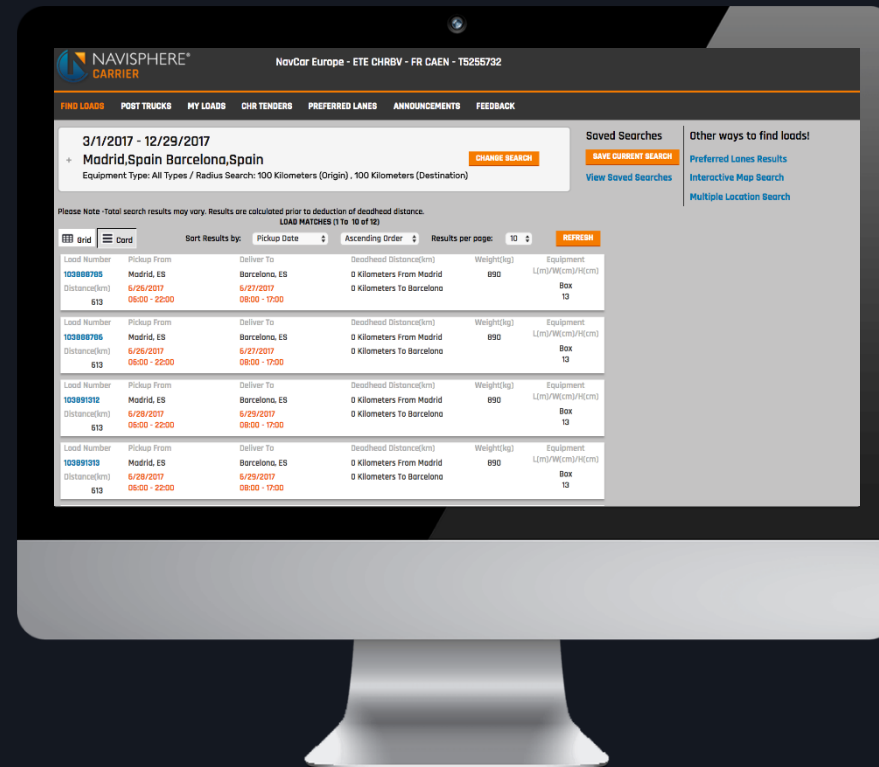 NAVISPHERE®
CARRIER
NavCar Europe - ETE CHRBV - FR CAEN - T5255732
FIND LOADS POST TRUCKS MY LOADS CHR TENDERS PREFERRED LANES ANNOUNCEMENTS FEEDBACK
3/1/2017 - 12/29/2017
+ Madrid,Spain Barcelona,Spain
CHANGE SEARCH
Equipment Type: All Types / Radius Search: 100 Kilometers (Origin) , 100 Kilometers (Destination)
Saved Searches
SAVE CURRENT SEARCH
View Saved Searches
Other ways to find loads!
Preferred Lanes Results
Interactive Map Search
Multiple Location Search
Please Note -Total search results may vary. Results are calculated prior to deduction of deadhead distance.
LOAD MATCHES (1 To 10 of 12)
Grid Card Sort Results by: Pickup Date Ascending Order Results per page: 10 REFRESH
Load Number Pickup From Deliver To Deadhead Distance(km) Weight(kg) Equipment
L(m)/W(cm)/H(cm)
103888785 Madrid, ES Barcelona, ES 0 Kilometers From Madrid 890
Distance(km) 6/26/2017 6/27/2017 0 Kilometers To Barcelona Box
613 06:00 - 22:00 08:00 - 17:00 13
Load Number Pickup From Deliver To Deadhead Distance(km) Weight(kg) Equipment
L(m)/W(cm)/H(cm)
103888786 Madrid, ES Barcelona, ES 0 Kilometers From Madrid 890
Distance(km) 6/26/2017 6/27/2017 0 Kilometers To Barcelona Box
613 06:00 - 22:00 08:00 - 17:00 13
Load Number Pickup From Deliver To Deadhead Distance(km) Weight(kg) Equipment
L(m)/W(cm)/H(cm)
103891312 Madrid, ES Barcelona, ES 0 Kilometers From Madrid 890
Distance(km) 6/28/2017 6/29/2017 0 Kilometers To Barcelona Box
613 06:00 - 22:00 08:00 - 17:00 13
Load Number Pickup From Deliver To Deadhead Distance(km) Weight(kg) Equipment
L(m)/W(cm)/H(cm)
103891313 Madrid, ES Barcelona, ES 0 Kilometers From Madrid 890
Distance(km) 6/28/2017 6/29/2017 0 Kilometers To Barcelona Box
613 06:00 - 22:00 08:00 - 17:00 13